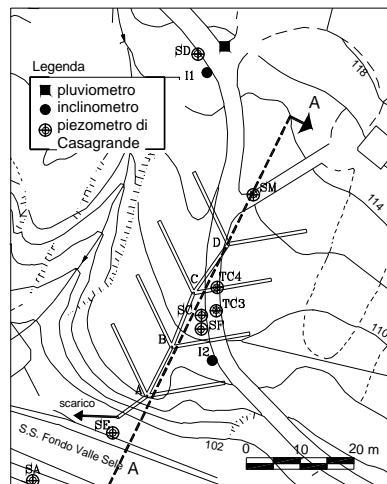 SD
118
Legenda
I1
pluviometro
inclinometro
piezometro di
Casagrande
A
SM
114
D
C
TC4
SC
TC3
SP
110
B
I2
A
scarico
SE
S.S. Fondo Valle Sele
102
0 10 20 m
SA
A